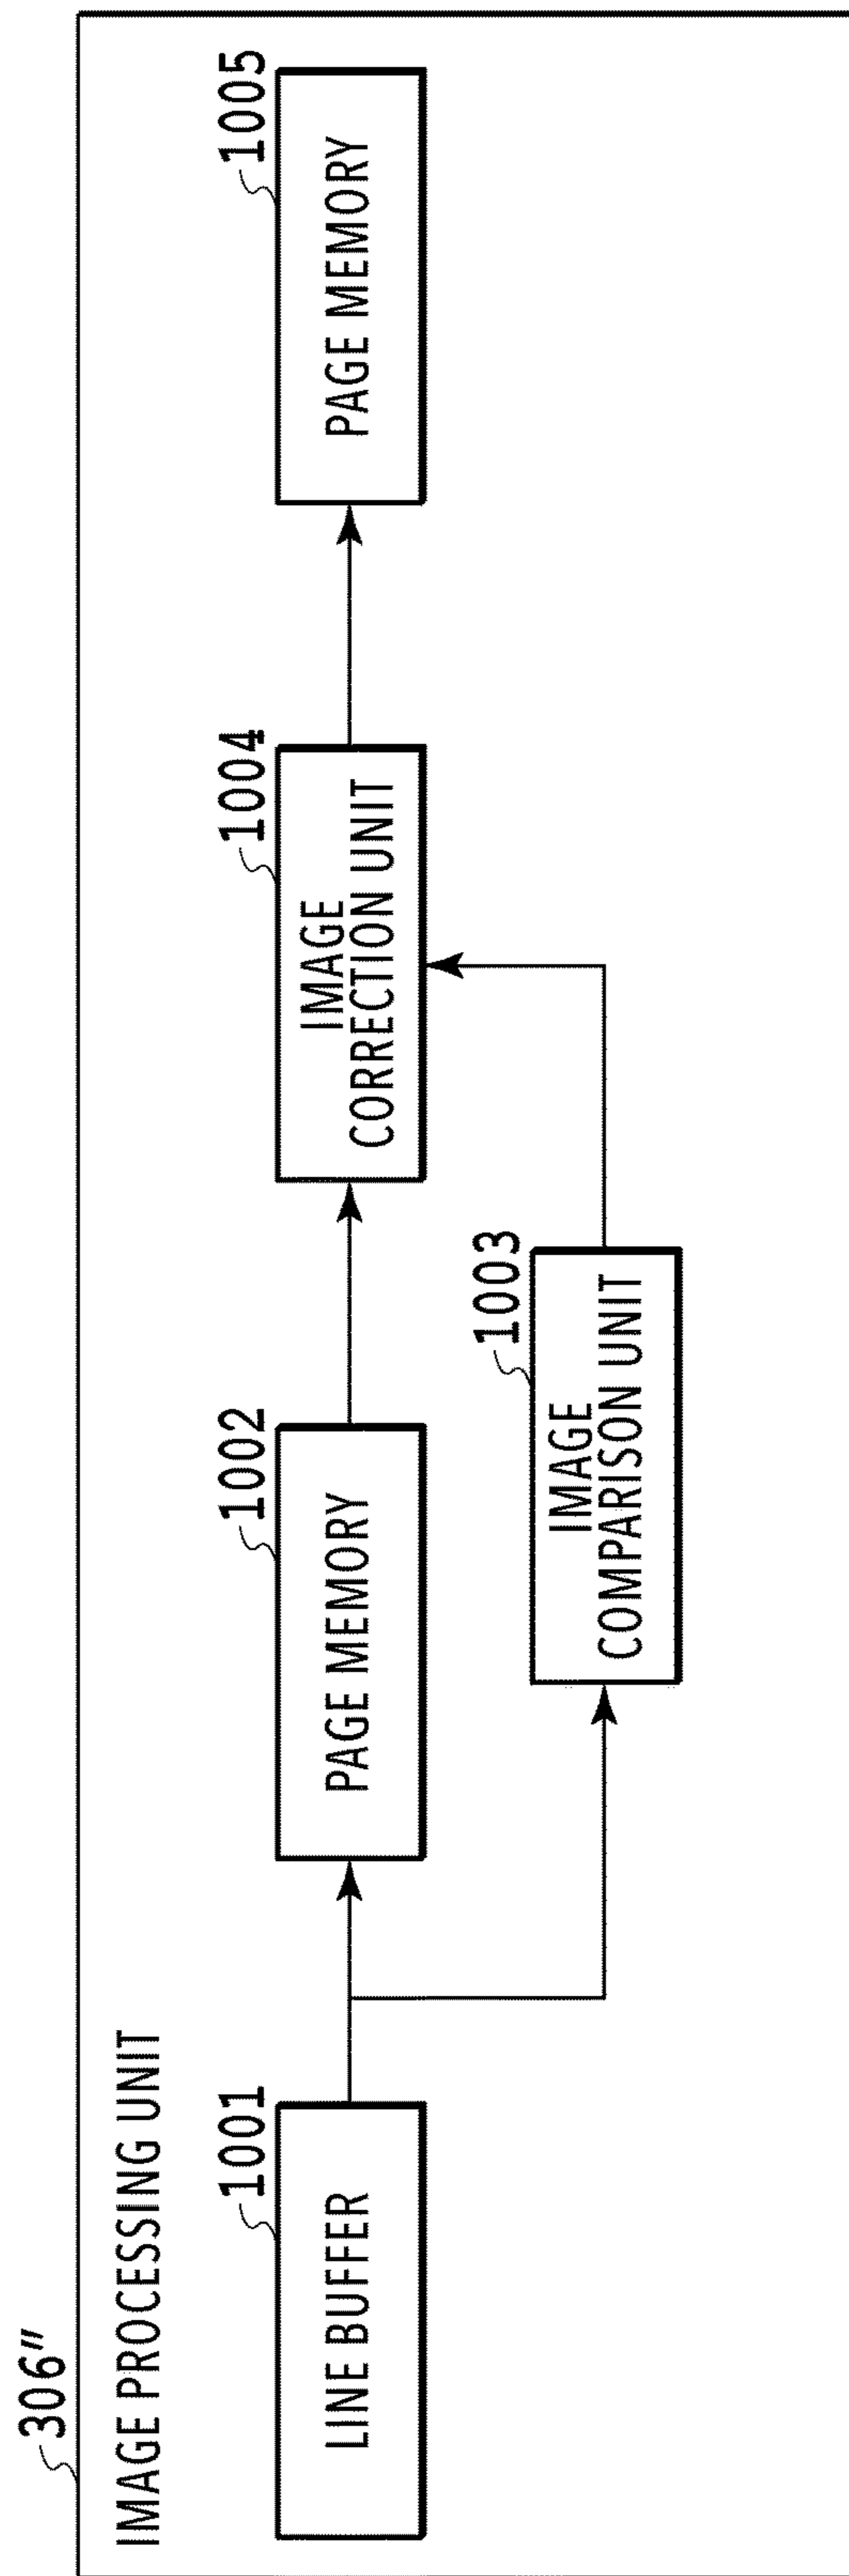 306"
IMAGE PROCESSING UNIT
1001
LINE BUFFER
1002
PAGE MEMORY
1003
IMAGE
COMPARISON UNIT
1004
IMAGE
CORRECTION UNIT
1005
PAGE MEMORY